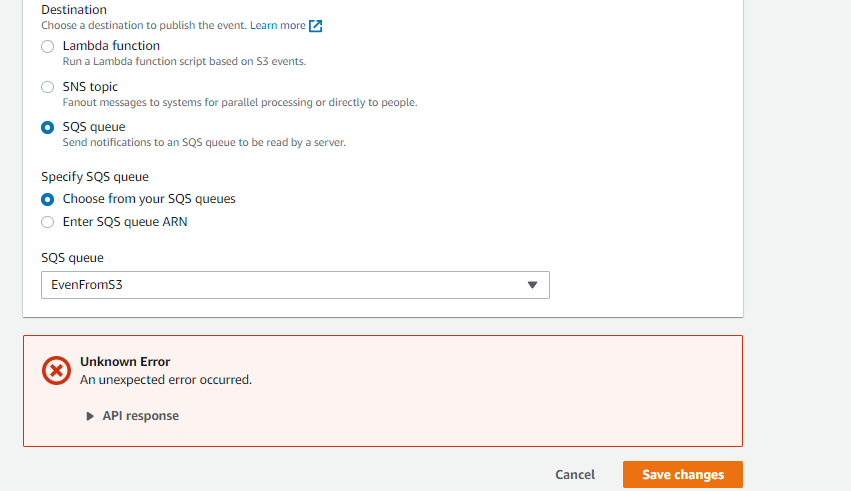 Destination
Choose a destination to publish the event. Learn more
Lambda function
Run a Lambda function script based on S3 events.
SNS topic
Fanout messages to systems for parallel processing or directly to people.
SQS queue
Send notifications to an SQS queue to be read by a server.
Specify SQS queue
Choose from your SQS queues
Enter SQS queue ARN
SQS queue
EvenFromS3
Unknown Error
An unexpected error occurred.
API response
Cancel Save changes